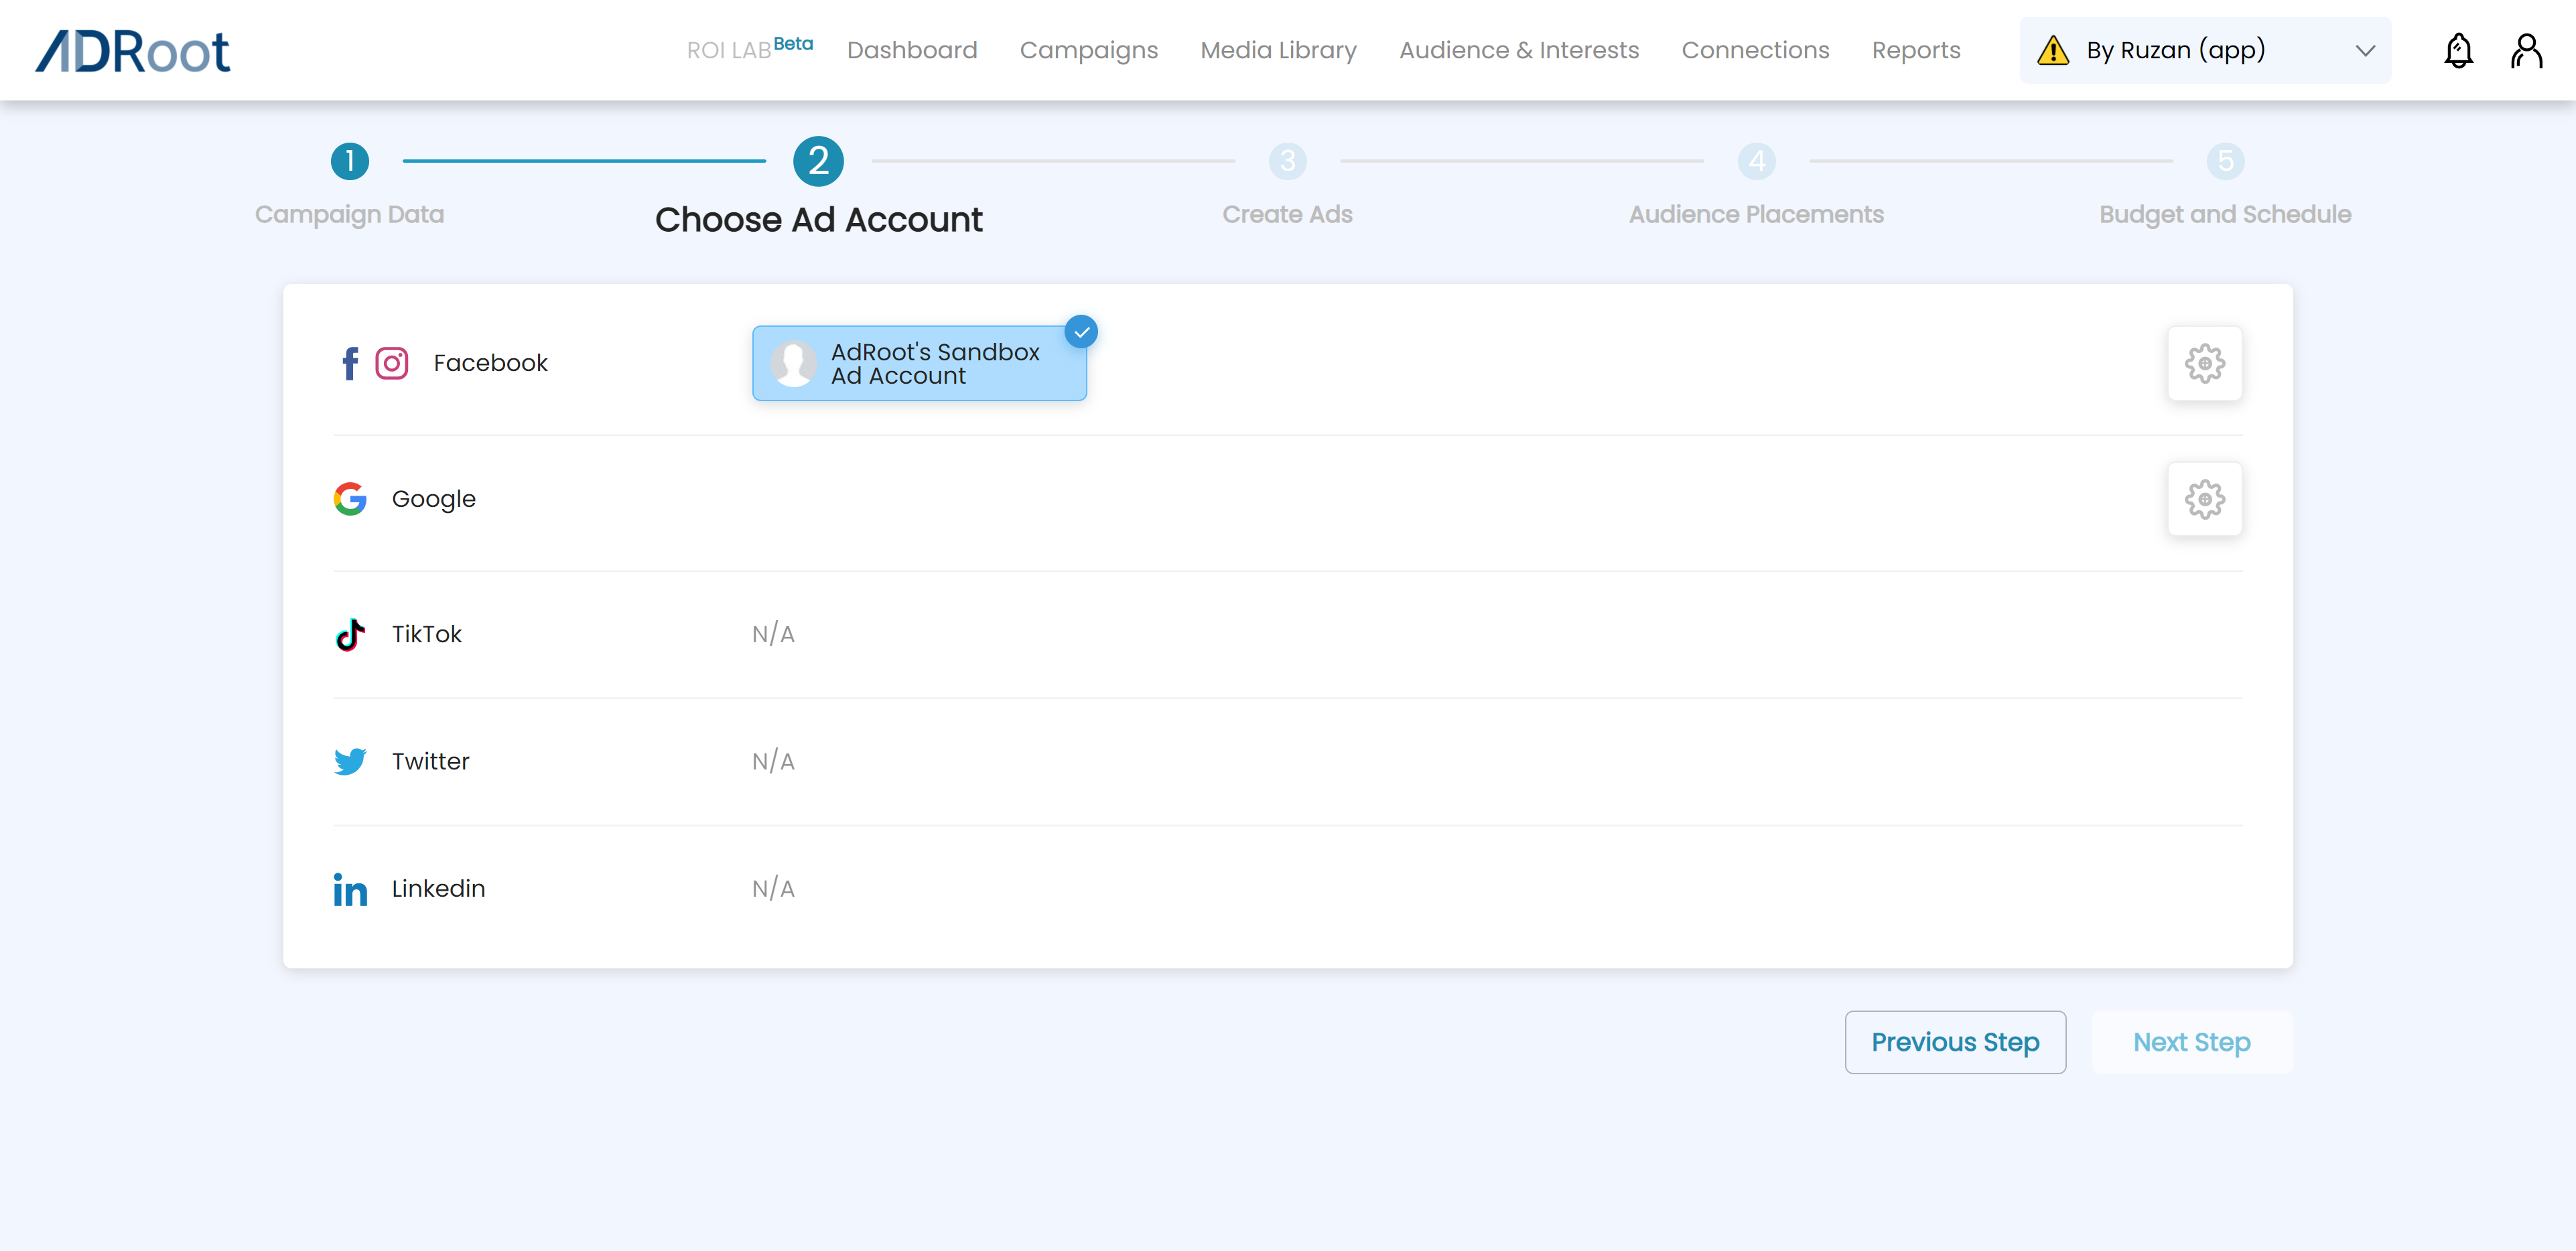 ADRoot
ROI LAB Beta
Dashboard
Campaigns
Media Library
Audience & Interests
Connections
Reports
By Ruzan (app)
1
2
3
4
5
Campaign Data
Choose Ad Account
Create Ads
Audience Placements
Budget and Schedule
Facebook
AdRoot's Sandbox
Ad Account
Google
TikTok
N/A
Twitter
N/A
Linkedin
N/A
Previous Step
Next Step